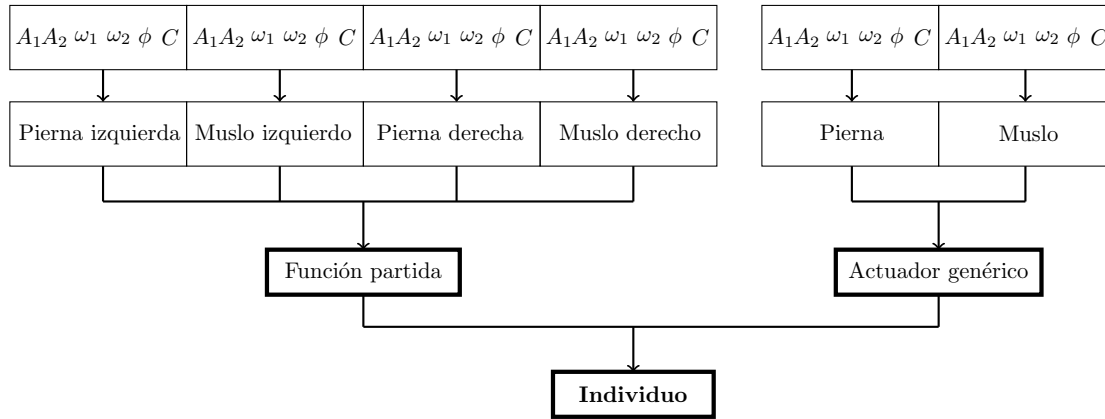 A₁A₂ ω₁ ω₂ ϕ C A₁A₂ ω₁ ω₂ ϕ C A₁A₂ ω₁ ω₂ ϕ C A₁A₂ ω₁ ω₂ ϕ C A₁A₂ ω₁ ω₂ ϕ C A₁A₂ ω₁ ω₂ ϕ C
Pierna izquierda Muslo izquierdo Pierna derecha Muslo derecho Pierna Muslo
Función partida Actuador genérico
Individuo